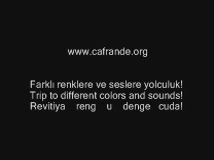 www.cafrande.org
Farklı renklere ve seslere yolculuk!
Trip to different colors and sounds!
Revitiya reng u denge cuda!